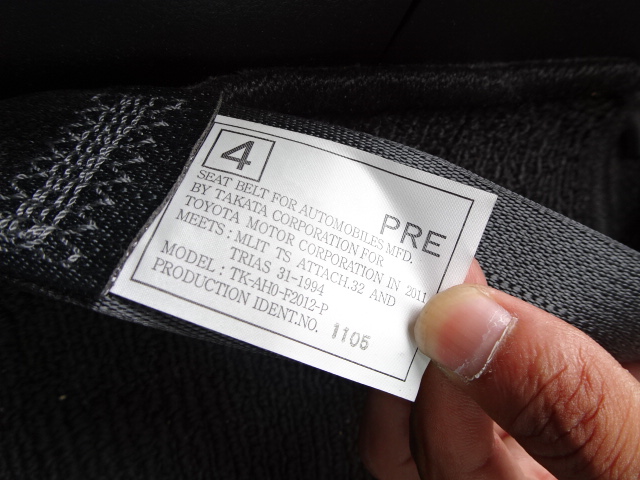 4
PRE
SEAT BELT FOR AUTOMOBILES MFD.
BY TAKATA CORPORATION FOR
TOYOTA MOTOR CORPORATION IN 2011
MEETS : MLIT TS ATTACH.32 AND
TRIAS 31-1994
MODEL : TK-AH0-F2012-P
PRODUCTION IDENT.NO. 1105